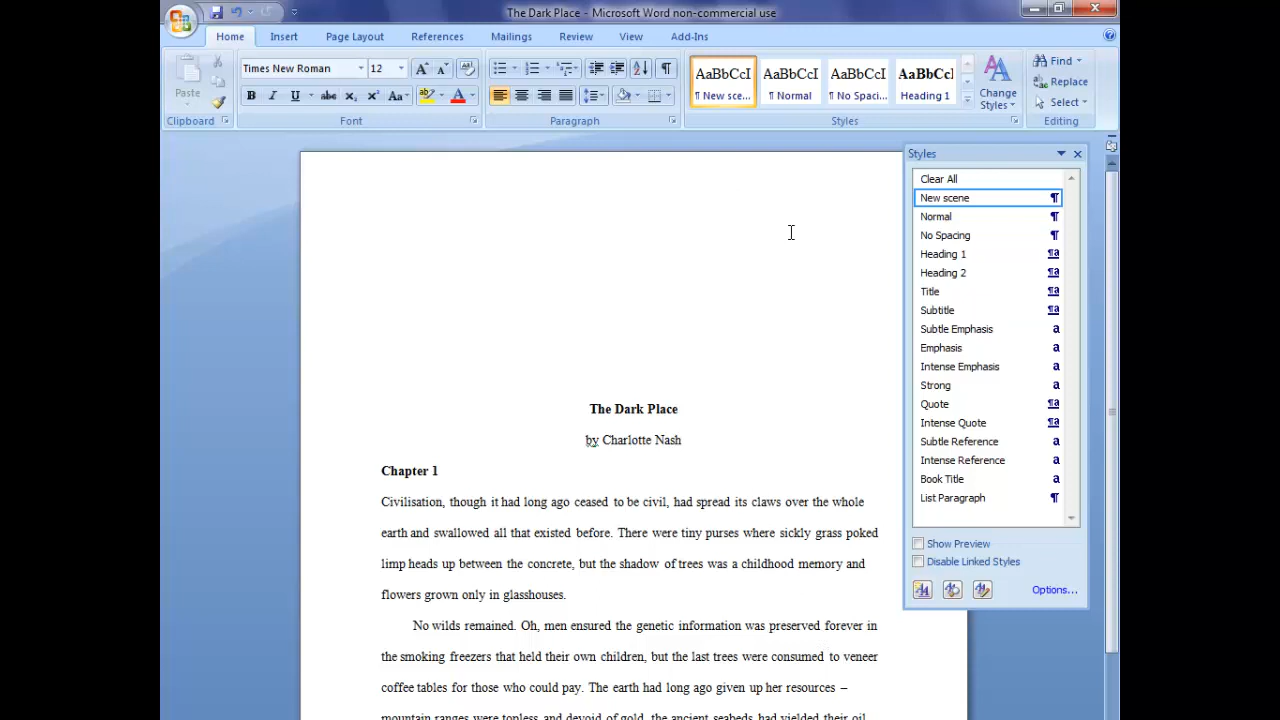 The Dark Place - Microsoft Word non-commercial use
Home Insert Page Layout References Mailings Review View Add-Ins
Times New Roman 12
Paste
B I U abc X₂ X² Aa ab A
AaBbCcI AaBbCcI AaBbCcI AaBbCcI
¶ New sce... ¶ Normal ¶ No Spaci... Heading 1
Change
Styles
Find
Replace
Select
Clipboard Font Paragraph Styles Editing
Styles
Clear All
New scene ¶
Normal ¶
No Spacing ¶
Heading 1 ¶a
Heading 2 ¶a
Title ¶a
Subtitle ¶a
Subtle Emphasis a
Emphasis a
Intense Emphasis a
Strong a
Quote ¶a
Intense Quote ¶a
Subtle Reference a
Intense Reference a
Book Title a
List Paragraph ¶
Show Preview
Disable Linked Styles
Options...
The Dark Place
by Charlotte Nash
Chapter 1
Civilisation, though it had long ago ceased to be civil, had spread its claws over the whole
earth and swallowed all that existed before. There were tiny purses where sickly grass poked
limp heads up between the concrete, but the shadow of trees was a childhood memory and
flowers grown only in glasshouses.
No wilds remained. Oh, men ensured the genetic information was preserved forever in
the smoking freezers that held their own children, but the last trees were consumed to veneer
coffee tables for those who could pay. The earth had long ago given up her resources –
mountain ranges were topless and devoid of gold, the ancient seabeds had yielded their oil